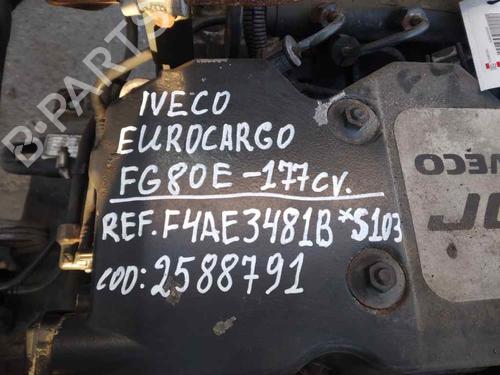 IVECO
EUROCARGO
FG80E-177cv.
REF.F4AE3481B*S103
COD:2588791
IVECO
B-PARTS